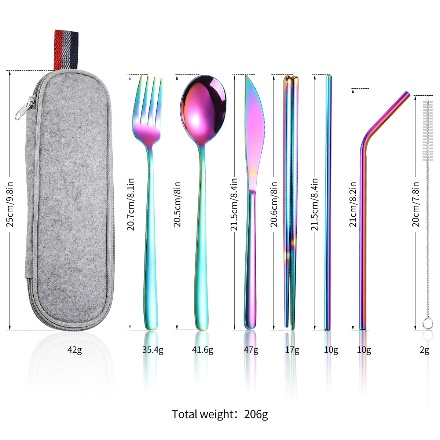 25cm/9.8in
20.7cm/8.1in
20.5cm/8in
21.5cm/8.4in
20.6cm/8in
21.5cm/8.4in
21cm/8.2in
20cm/7.8in
42g
35.4g
41.6g
47g
17g
10g
10g
2g
Total weight: 206g